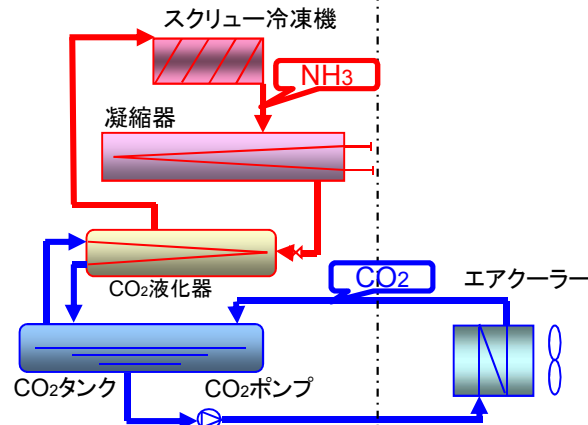 スクリュー冷凍機
NH3
凝縮器
CO2液化器
CO2
エアクーラー
CO2タンク
CO2ポンプ